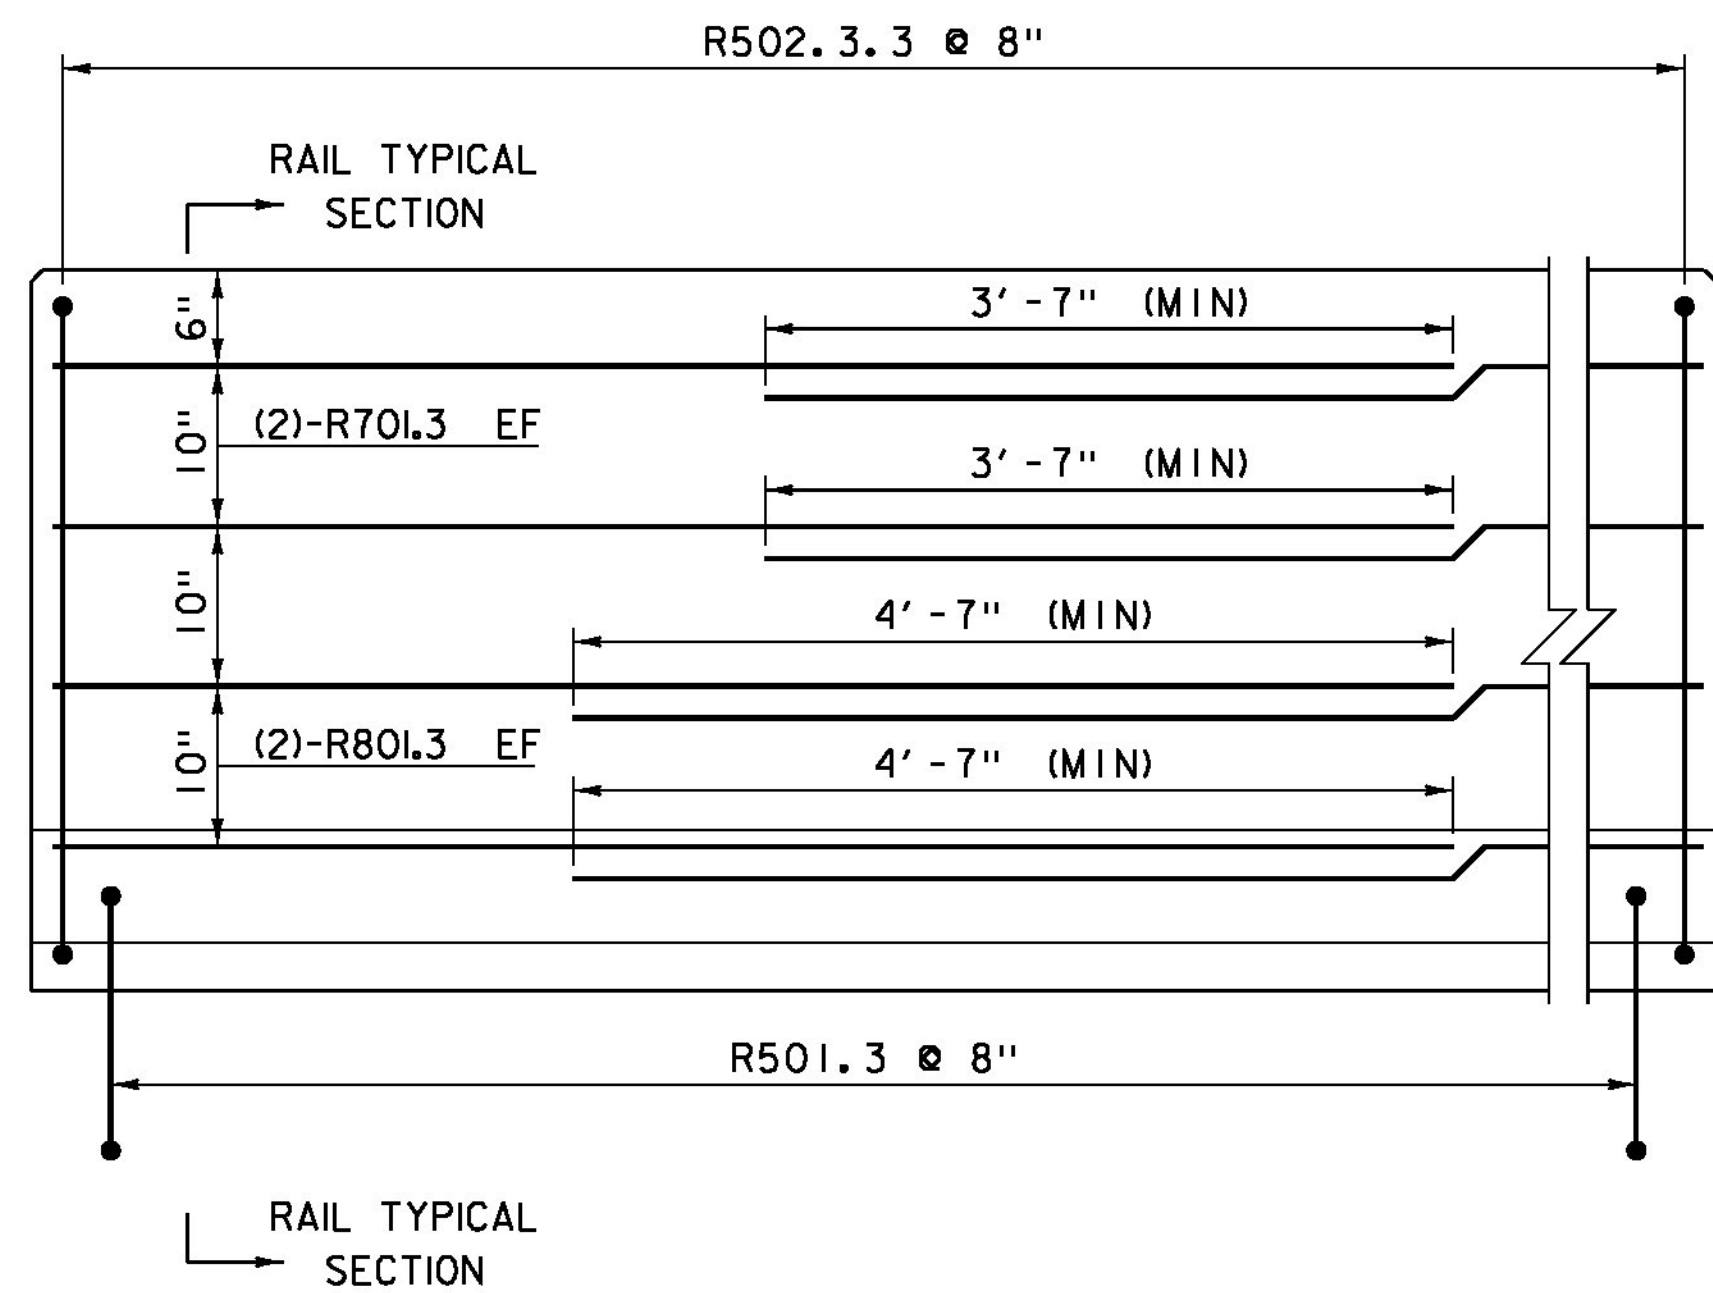 R502.3.3 @ 8"
RAIL TYPICAL
SECTION
6"
3'-7" (MIN)
10"
(2)-R701.3 EF
3'-7" (MIN)
10"
4'-7" (MIN)
10"
(2)-R801.3 EF
4'-7" (MIN)
R501.3 @ 8"
RAIL TYPICAL
SECTION